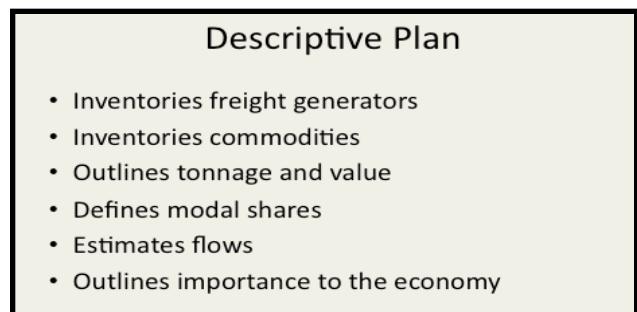 Descriptive Plan
• Inventories freight generators
• Inventories commodities
• Outlines tonnage and value
• Defines modal shares
• Estimates flows
• Outlines importance to the economy